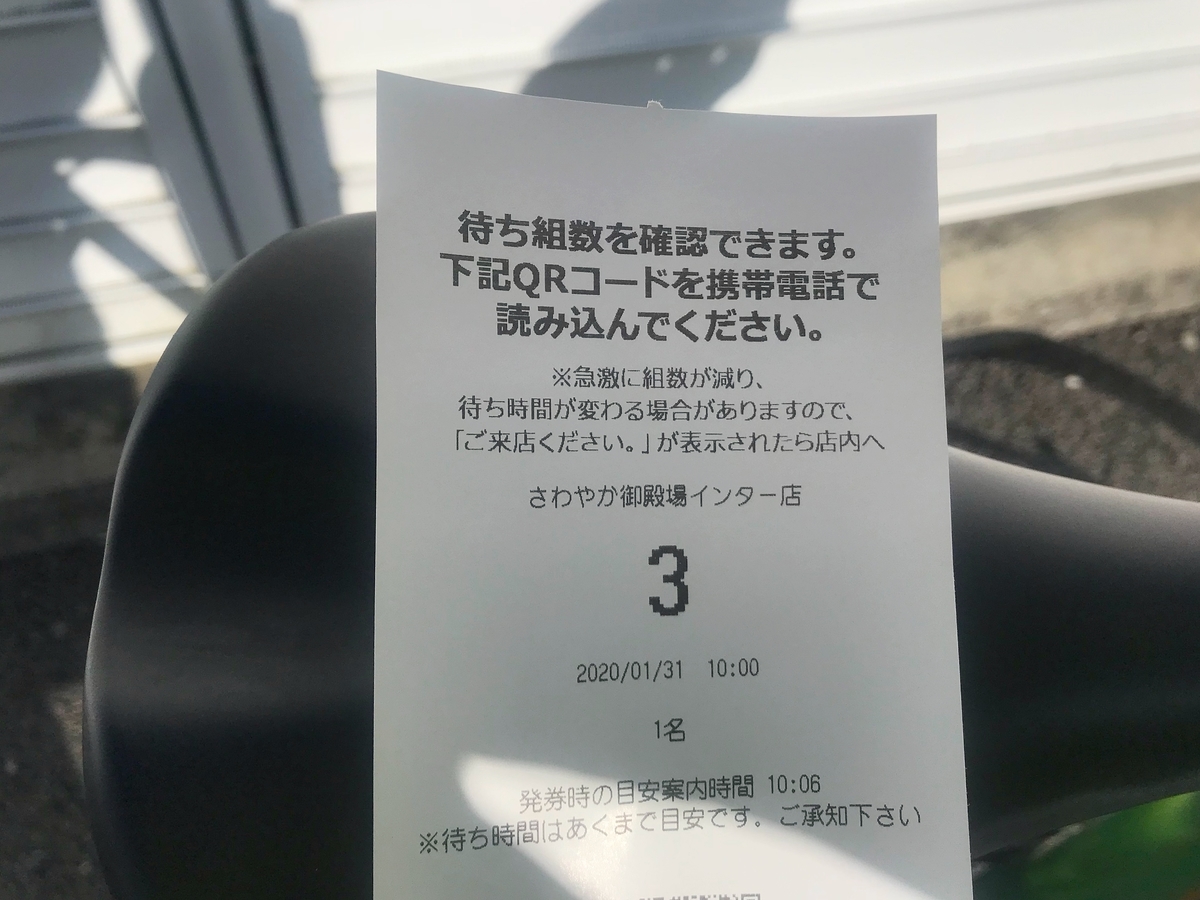 待ち組数を確認できます。
下記QRコードを携帯電話で
読み込んでください。
※急激に組数が減り、
待ち時間が変わる場合がありますので、
「ご来店ください。」が表示されたら店内へ
さわやか御殿場インター店
3
2020/01/31 10:00
1名
発券時の目安案内時間 10:06
※待ち時間はあくまで目安です。ご承知下さい